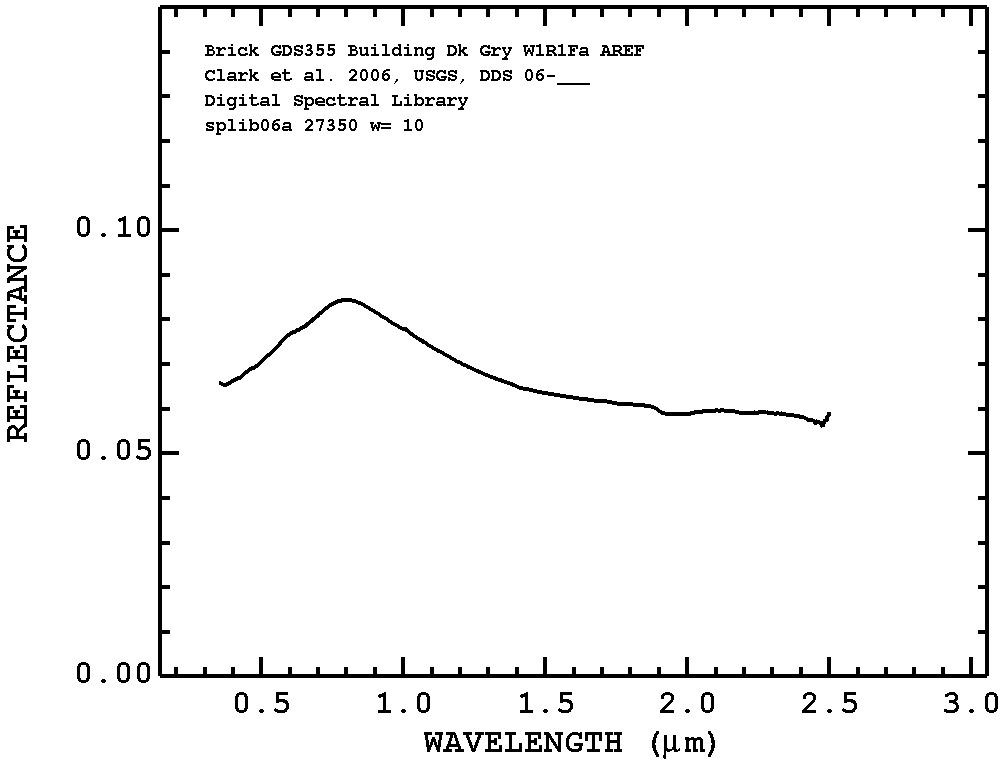 Brick GDS355 Building Dk Gry W1R1Fa AREF
Clark et al. 2006, USGS, DDS 06-___
Digital Spectral Library
splib06a 27350 w= 10
REFLECTANCE
0.10
0.05
0.00
0.5 1.0 1.5 2.0 2.5 3.0
WAVELENGTH (μm)